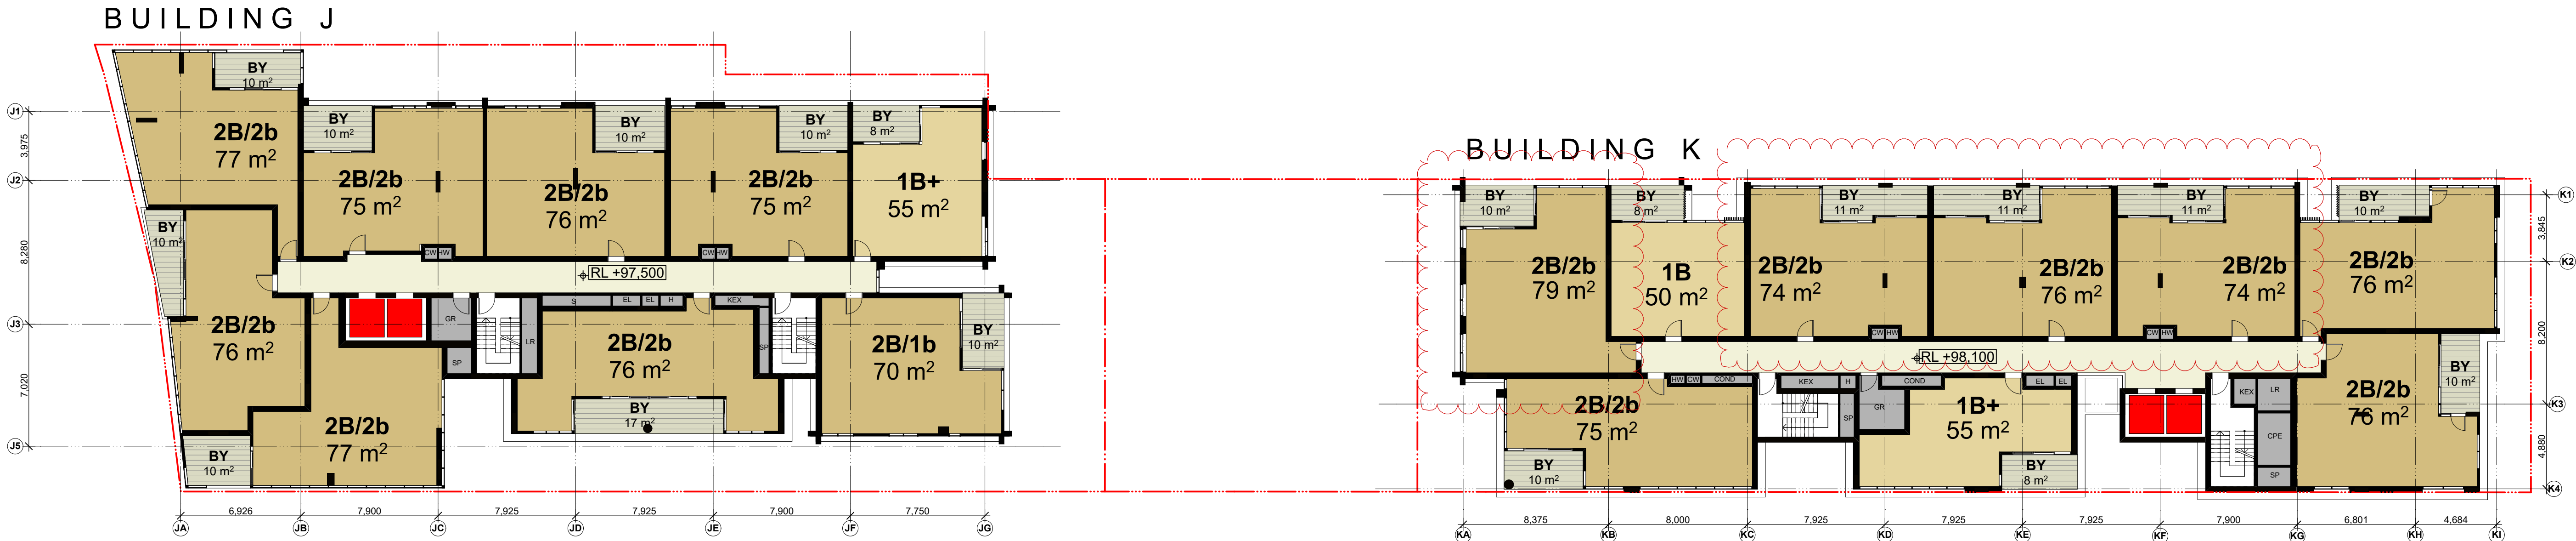 BUILDING J
BY
10 m²
2B/2b
77 m²
BY
10 m²
2B/2b
75 m²
BY
10 m²
2B/2b
76 m²
BY
10 m²
2B/2b
75 m²
BY
8 m²
1B+
55 m²
J1
3,975
J2
8,280
J3
7,020
J5
BY
10 m²
2B/2b
76 m²
CW HW
CW HW
RL +97,500
GR
SP
LR
S
EL
EL
H
KEX
SP
2B/2b
76 m²
BY
17 m²
2B/1b
70 m²
BY
10 m²
2B/2b
77 m²
BY
10 m²
6,926
7,900
7,925
7,925
7,900
7,750
JA
JB
JC
JD
JE
JF
JG
BUILDING K
BY
10 m²
2B/2b
79 m²
BY
8 m²
1B
50 m²
BY
11 m²
2B/2b
74 m²
BY
11 m²
2B/2b
76 m²
BY
11 m²
2B/2b
74 m²
BY
10 m²
2B/2b
76 m²
K1
3,845
K2
8,200
K3
4,880
K4
CW HW
CW HW
RL +98,100
HW CW COND
KEX
H
SP
GR
COND
EL
EL
KEX
LR
CPE
SP
2B/2b
75 m²
BY
10 m²
1B+
55 m²
BY
8 m²
2B/2b
76 m²
BY
10 m²
8,375
8,000
7,925
7,925
7,925
7,900
6,801
4,684
KA
KB
KC
KD
KE
KF
KG
KH
KI